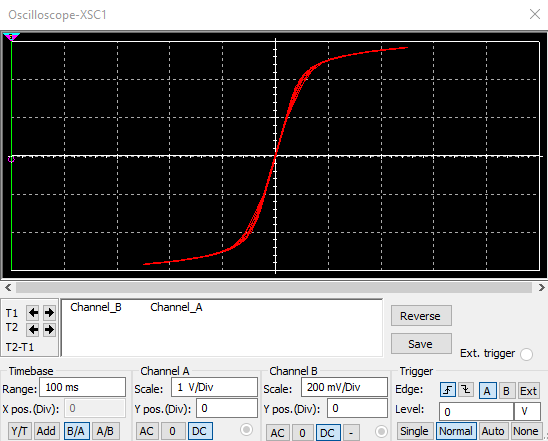 Oscilloscope-XSC1
T1
T2
T2-T1
Channel_B Channel_A
Reverse
Save
Ext. trigger
Timebase
Range: 100 ms
X pos.(Div): 0
Y/T Add B/A A/B
Channel A
Scale: 1 V/Div
Y pos.(Div): 0
AC 0 DC
Channel B
Scale: 200 mV/Div
Y pos.(Div): 0
AC 0 DC -
Trigger
Edge: A B Ext
Level: 0 V
Single Normal Auto None